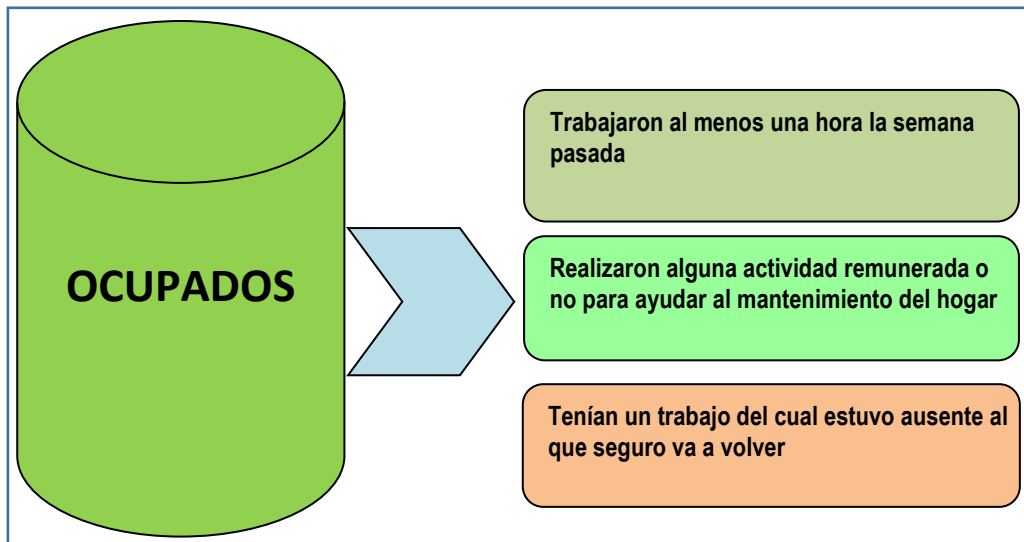 OCUPADOS
Trabajaron al menos una hora la semana
pasada
Realizaron alguna actividad remunerada o
no para ayudar al mantenimiento del hogar
Tenían un trabajo del cual estuvo ausente al
que seguro va a volver